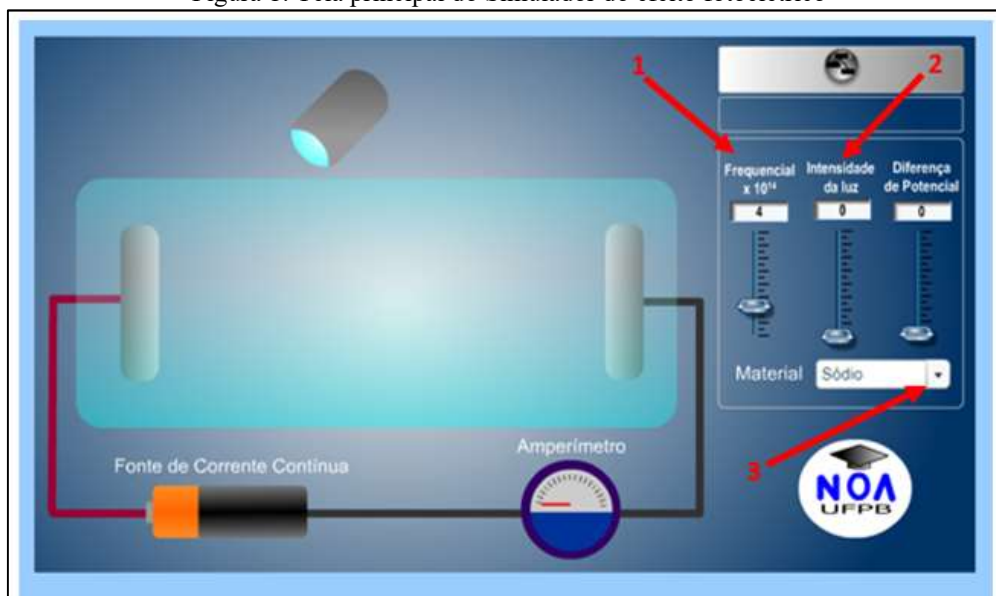 Figura 1: Tela principal do Simulador do efeito fotoelétrico
1
2
Frequencial
x 10¹⁴
Intensidade
da luz
Diferença
de Potencial
4
0
0
Material
Sódio
3
Fonte de Corrente Contínua
Amperímetro
NOA
UFPB